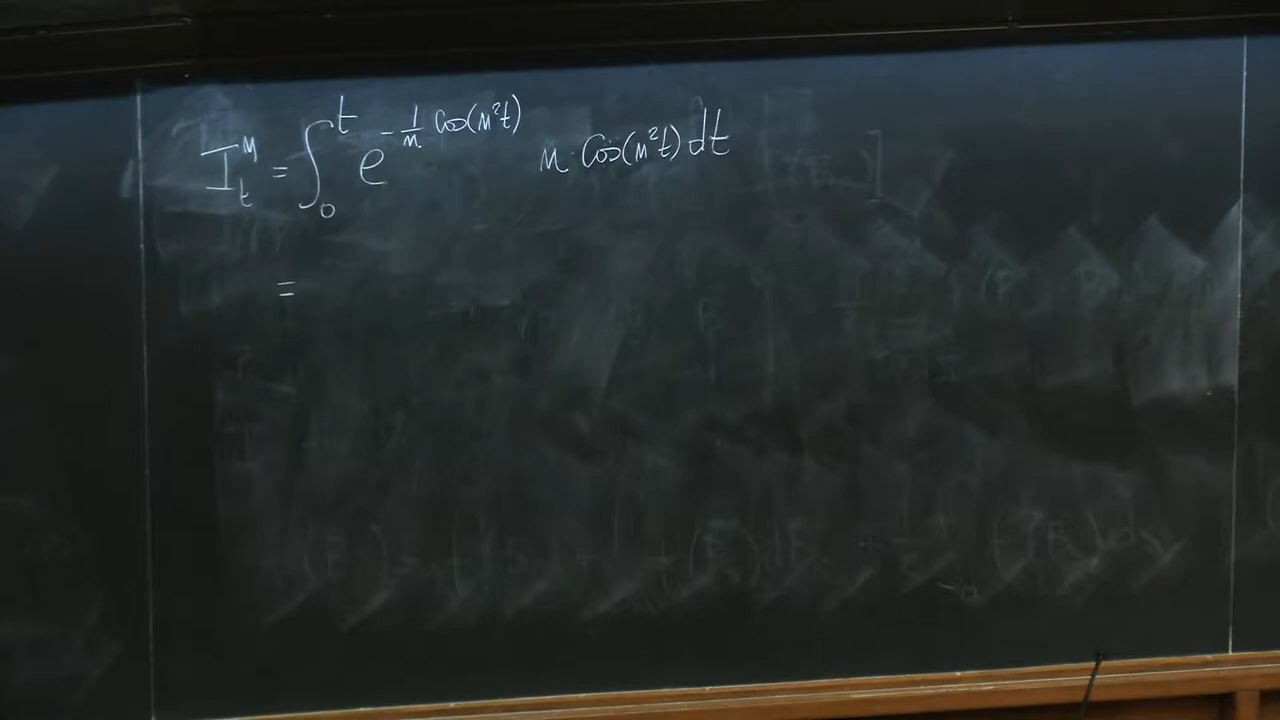 I_t^n = ∫_0^t e^{-1/n cos(n²t)} n cos(n²t) dt
=